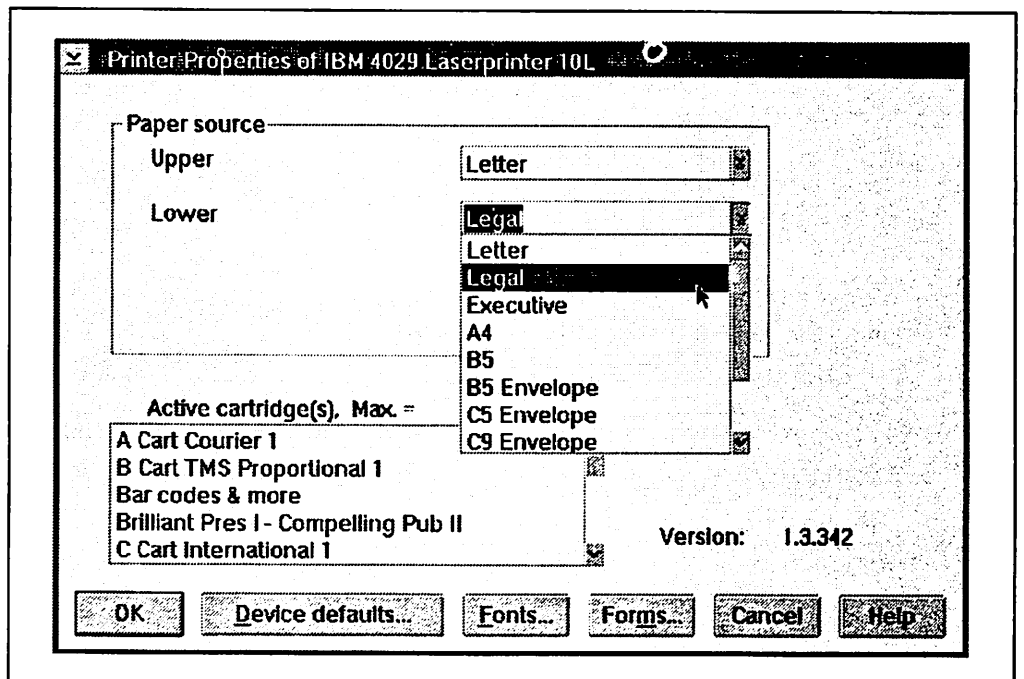 Printer Properties of IBM 4029 Laserprinter 10L
Paper source
Upper
Letter
Lower
Legal
Letter
Legal
Executive
A4
B5
B5 Envelope
C5 Envelope
C9 Envelope
Active cartridge(s), Max. =
A Cart Courier 1
B Cart TMS Proportional 1
Bar codes & more
Brilliant Pres I - Compelling Pub II
C Cart International 1
Version: 1.3.342
OK
Device defaults...
Fonts...
Forms...
Cancel
Help